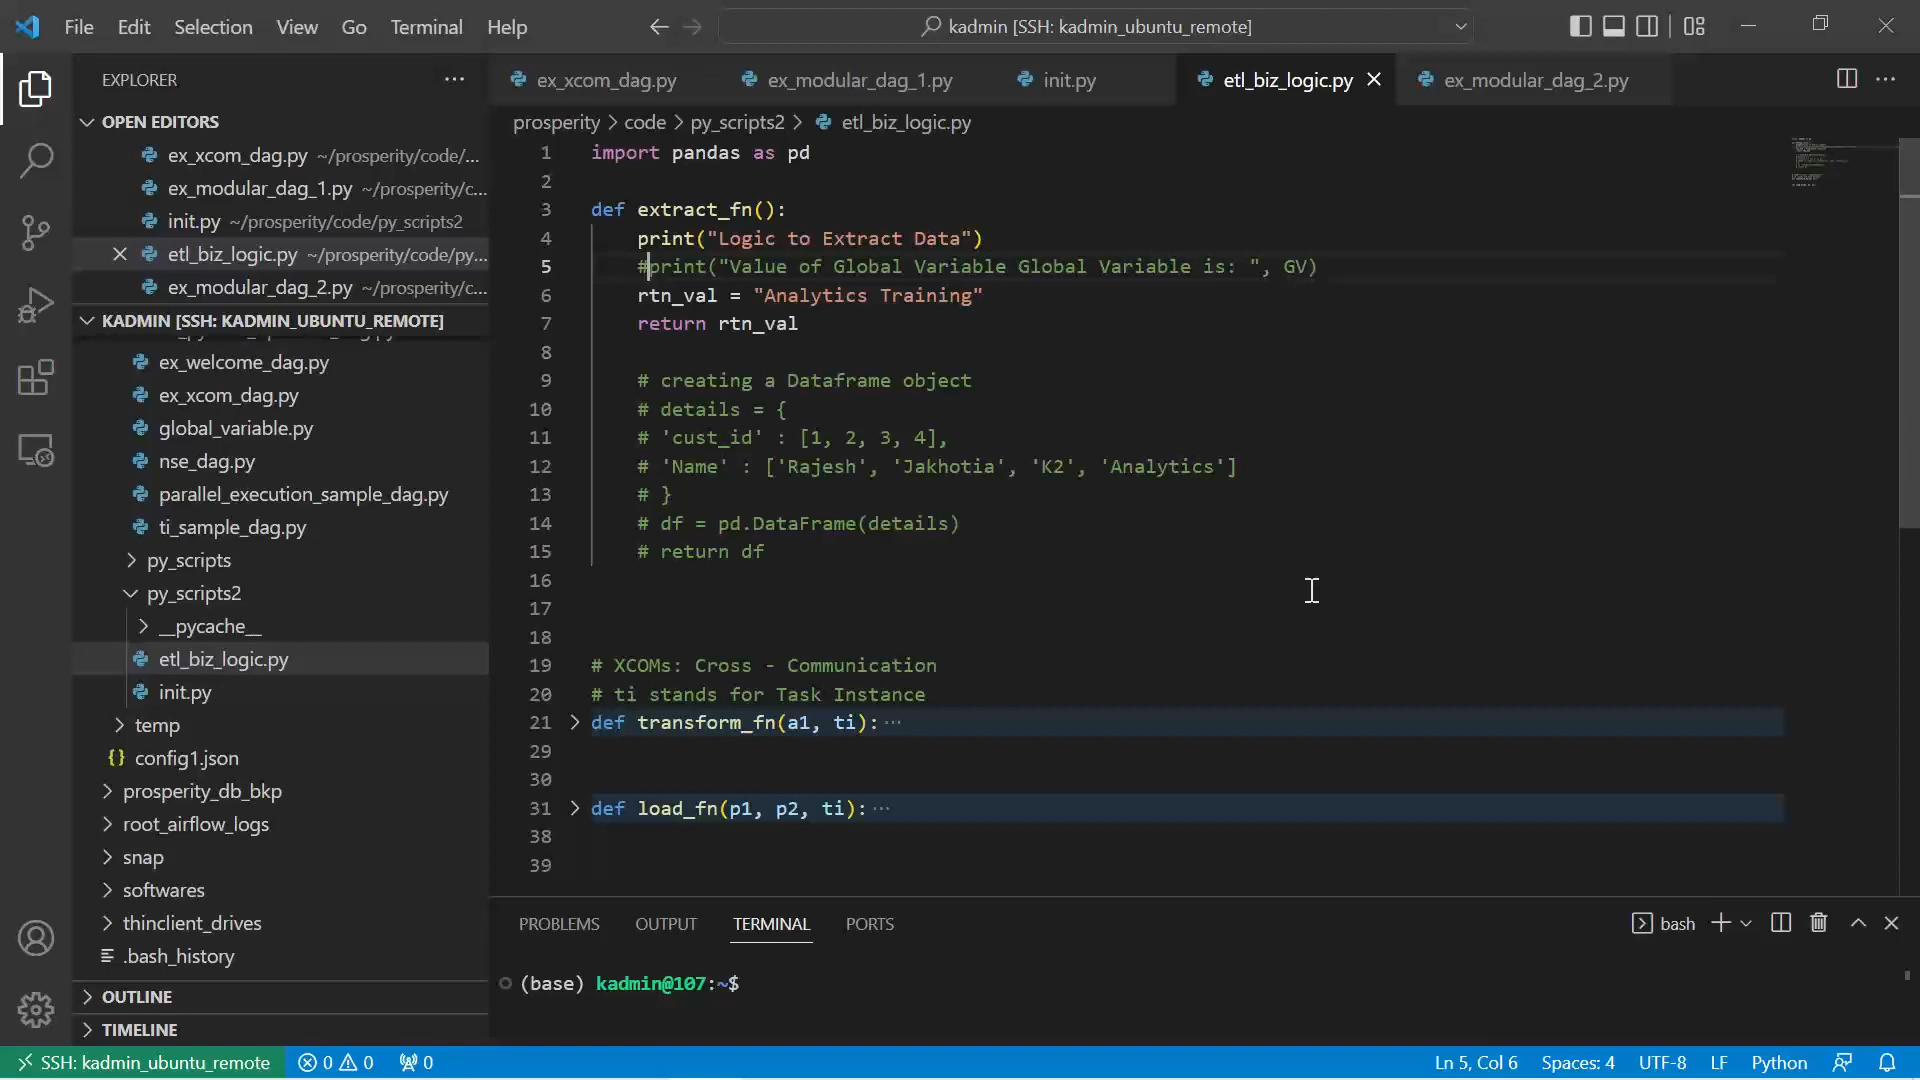 File Edit Selection View Go Terminal Help
kadmin [SSH: kadmin_ubuntu_remote]
EXPLORER
OPEN EDITORS
ex_xcom_dag.py ~/prosperity/code/...
ex_modular_dag_1.py ~/prosperity/c...
init.py ~/prosperity/code/py_scripts2
etl_biz_logic.py ~/prosperity/code/py...
ex_modular_dag_2.py ~/prosperity/c...
KADMIN [SSH: KADMIN_UBUNTU_REMOTE]
ex_welcome_dag.py
ex_xcom_dag.py
global_variable.py
nse_dag.py
parallel_execution_sample_dag.py
ti_sample_dag.py
py_scripts
py_scripts2
__pycache__
etl_biz_logic.py
init.py
temp
config1.json
prosperity_db_bkp
root_airflow_logs
snap
softwares
thinclient_drives
.bash_history
OUTLINE
TIMELINE
ex_xcom_dag.py ex_modular_dag_1.py init.py etl_biz_logic.py ex_modular_dag_2.py
prosperity > code > py_scripts2 > etl_biz_logic.py
1 import pandas as pd
2
3 def extract_fn():
4 print("Logic to Extract Data")
5 #print("Value of Global Variable Global Variable is: ", GV)
6 rtn_val = "Analytics Training"
7 return rtn_val
8
9 # creating a Dataframe object
10 # details = {
11 # 'cust_id' : [1, 2, 3, 4],
12 # 'Name' : ['Rajesh', 'Jakhotia', 'K2', 'Analytics']
13 # }
14 # df = pd.DataFrame(details)
15 # return df
16
17
18
19 # XCOMs: Cross - Communication
20 # ti stands for Task Instance
21 def transform_fn(a1, ti): ...
29
30
31 def load_fn(p1, p2, ti): ...
38
39
PROBLEMS OUTPUT TERMINAL PORTS
bash
(base) kadmin@107:~$
SSH: kadmin_ubuntu_remote 0 0 0 Ln 5, Col 6 Spaces: 4 UTF-8 LF Python